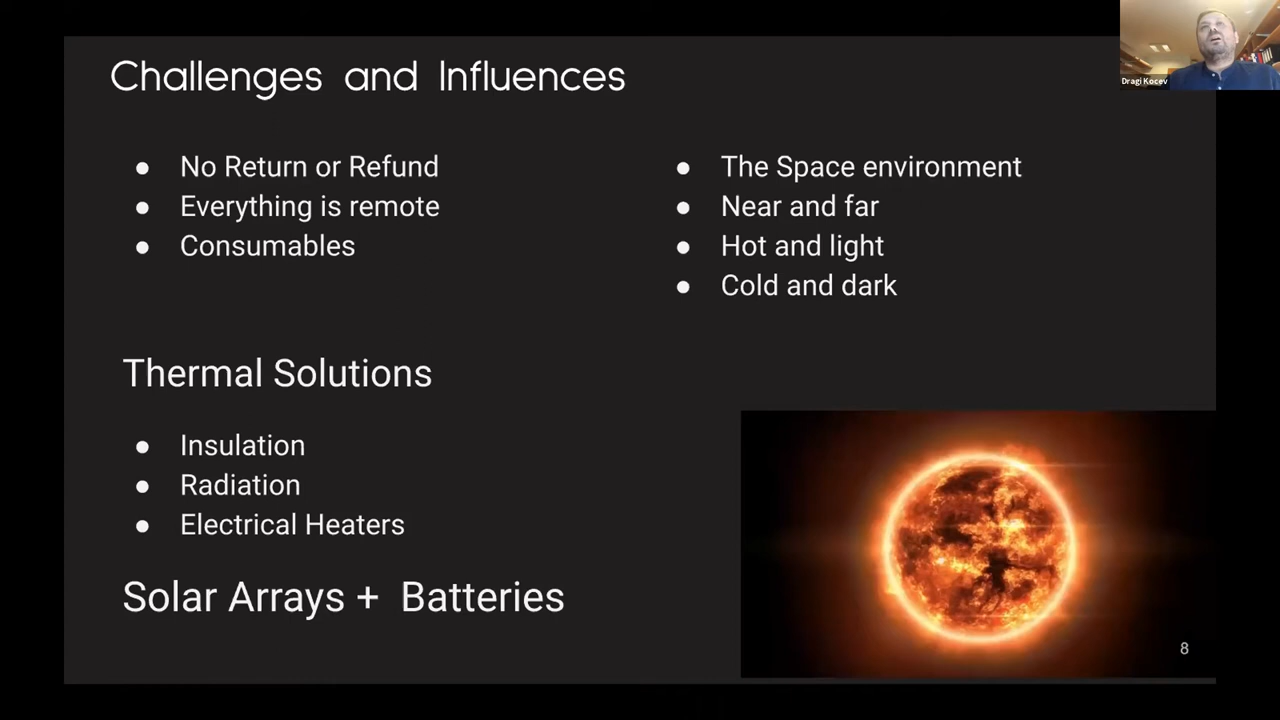 Challenges and Influences
● No Return or Refund
● Everything is remote
● Consumables
● The Space environment
● Near and far
● Hot and light
● Cold and dark
Thermal Solutions
● Insulation
● Radiation
● Electrical Heaters
Solar Arrays + Batteries
8
Dragi Kocev